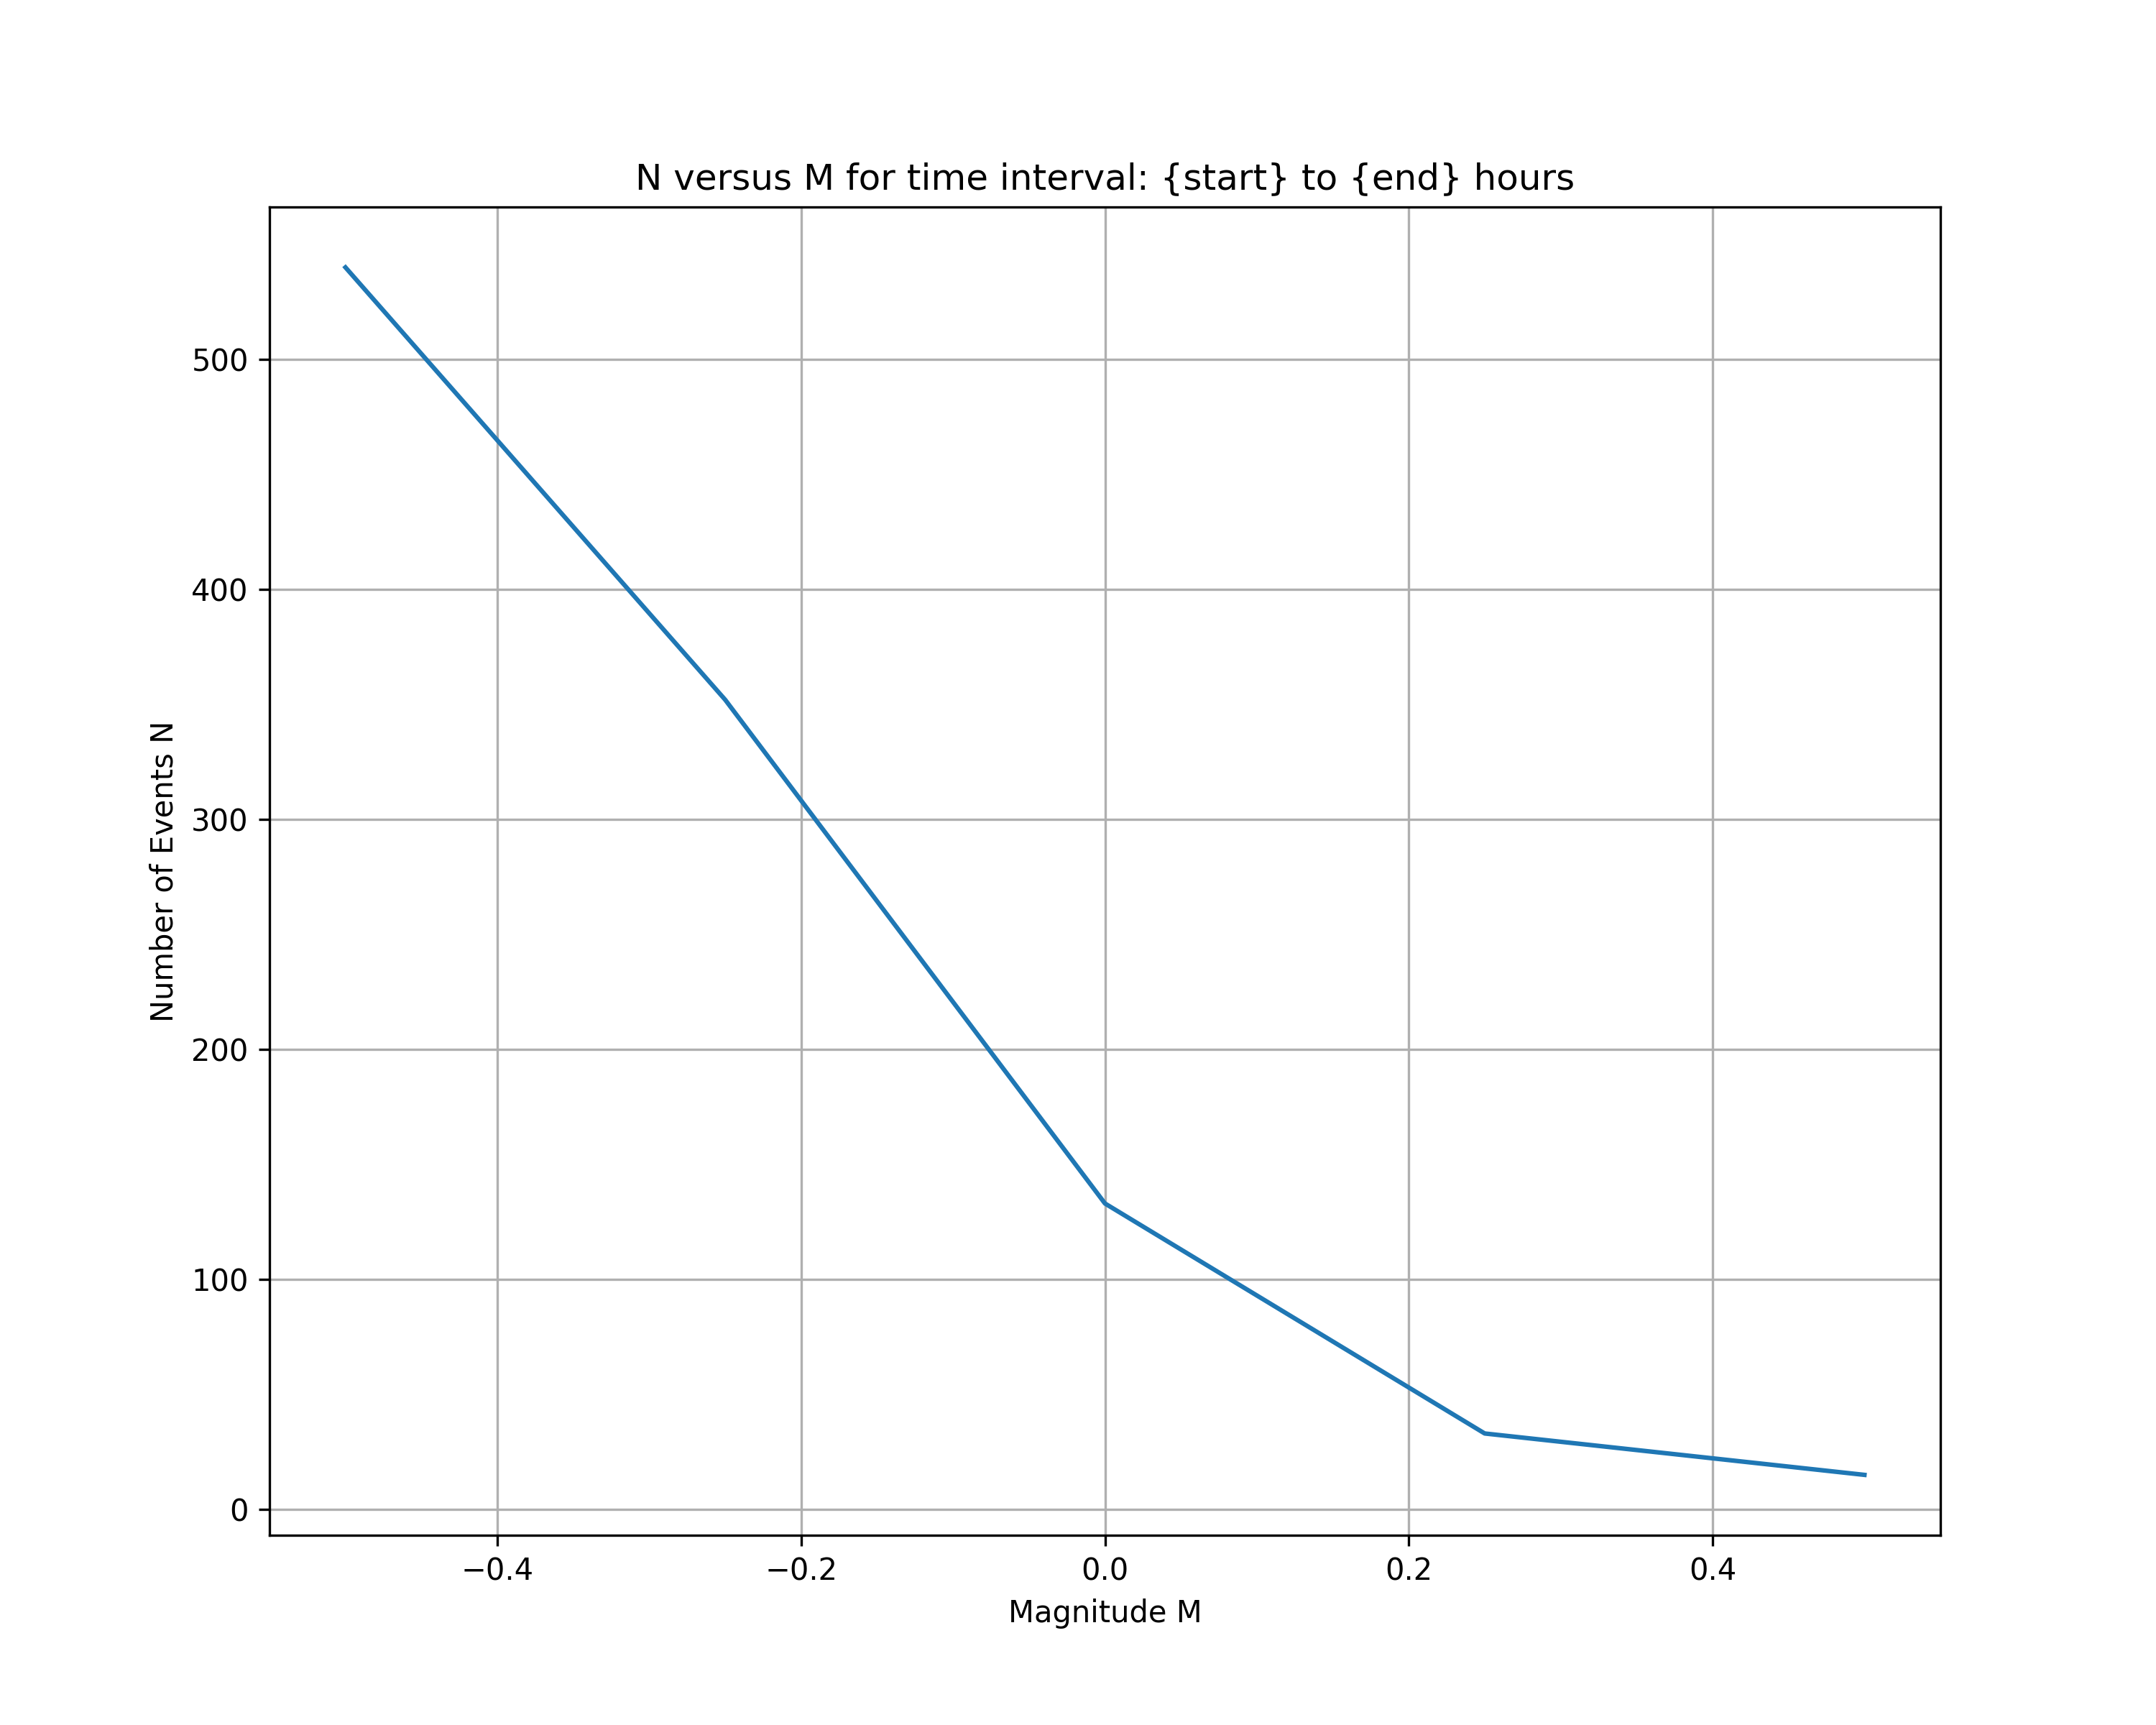 N versus M for time interval: {start} to {end} hours
Number of Events N
500
400
300
200
100
0
−0.4 −0.2 0.0 0.2 0.4
Magnitude M